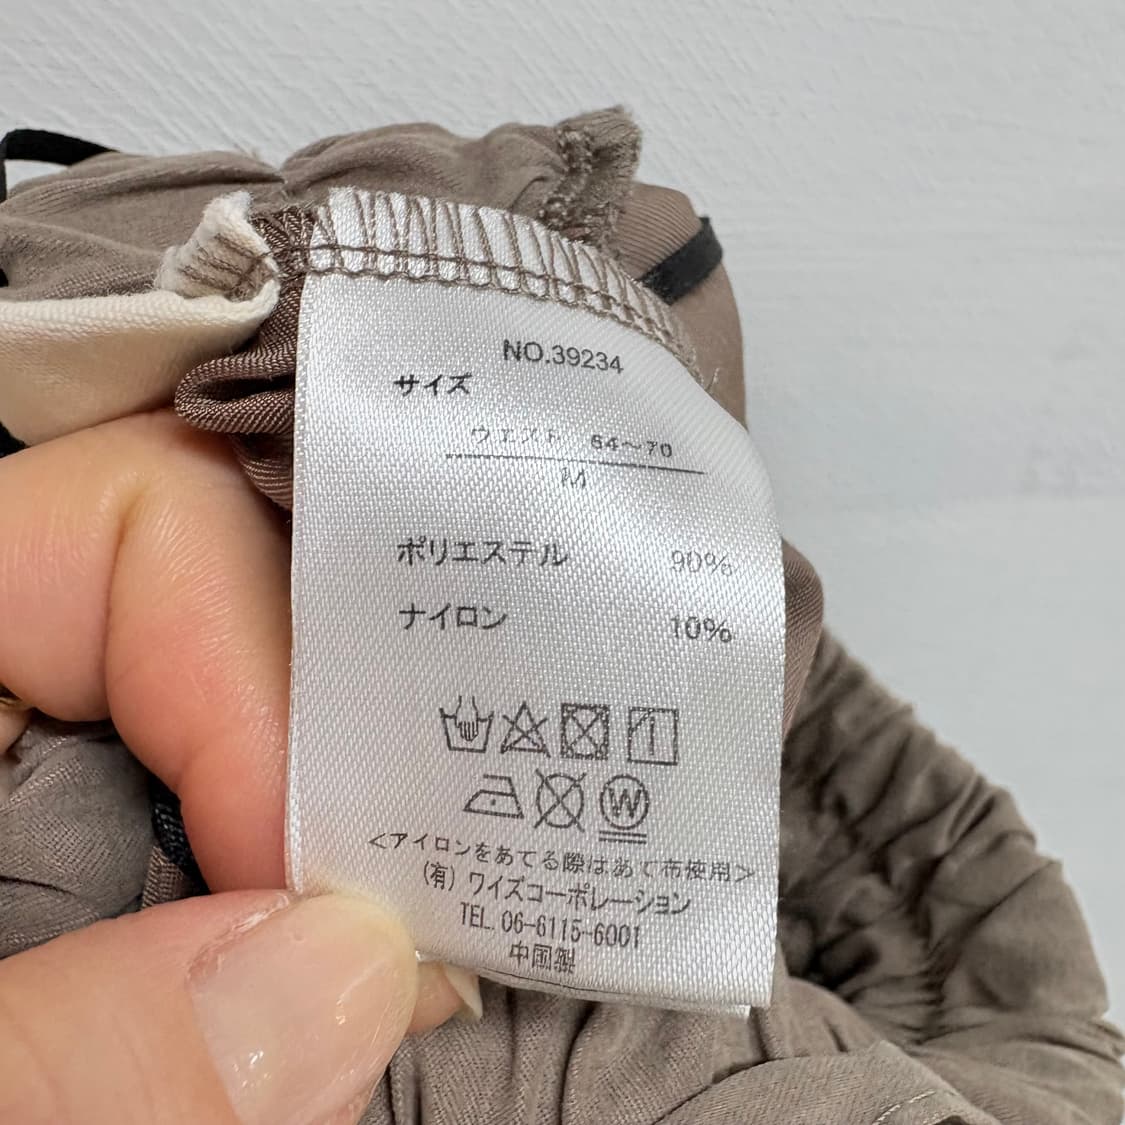 NO.39234
サイズ
ウエスト 64～70
M
ポリエステル 90%
ナイロン 10%
W
<アイロンをあてる際はあて布使用>
(有) ワイズコーポレーション
TEL. 06-6115-6001
中国製